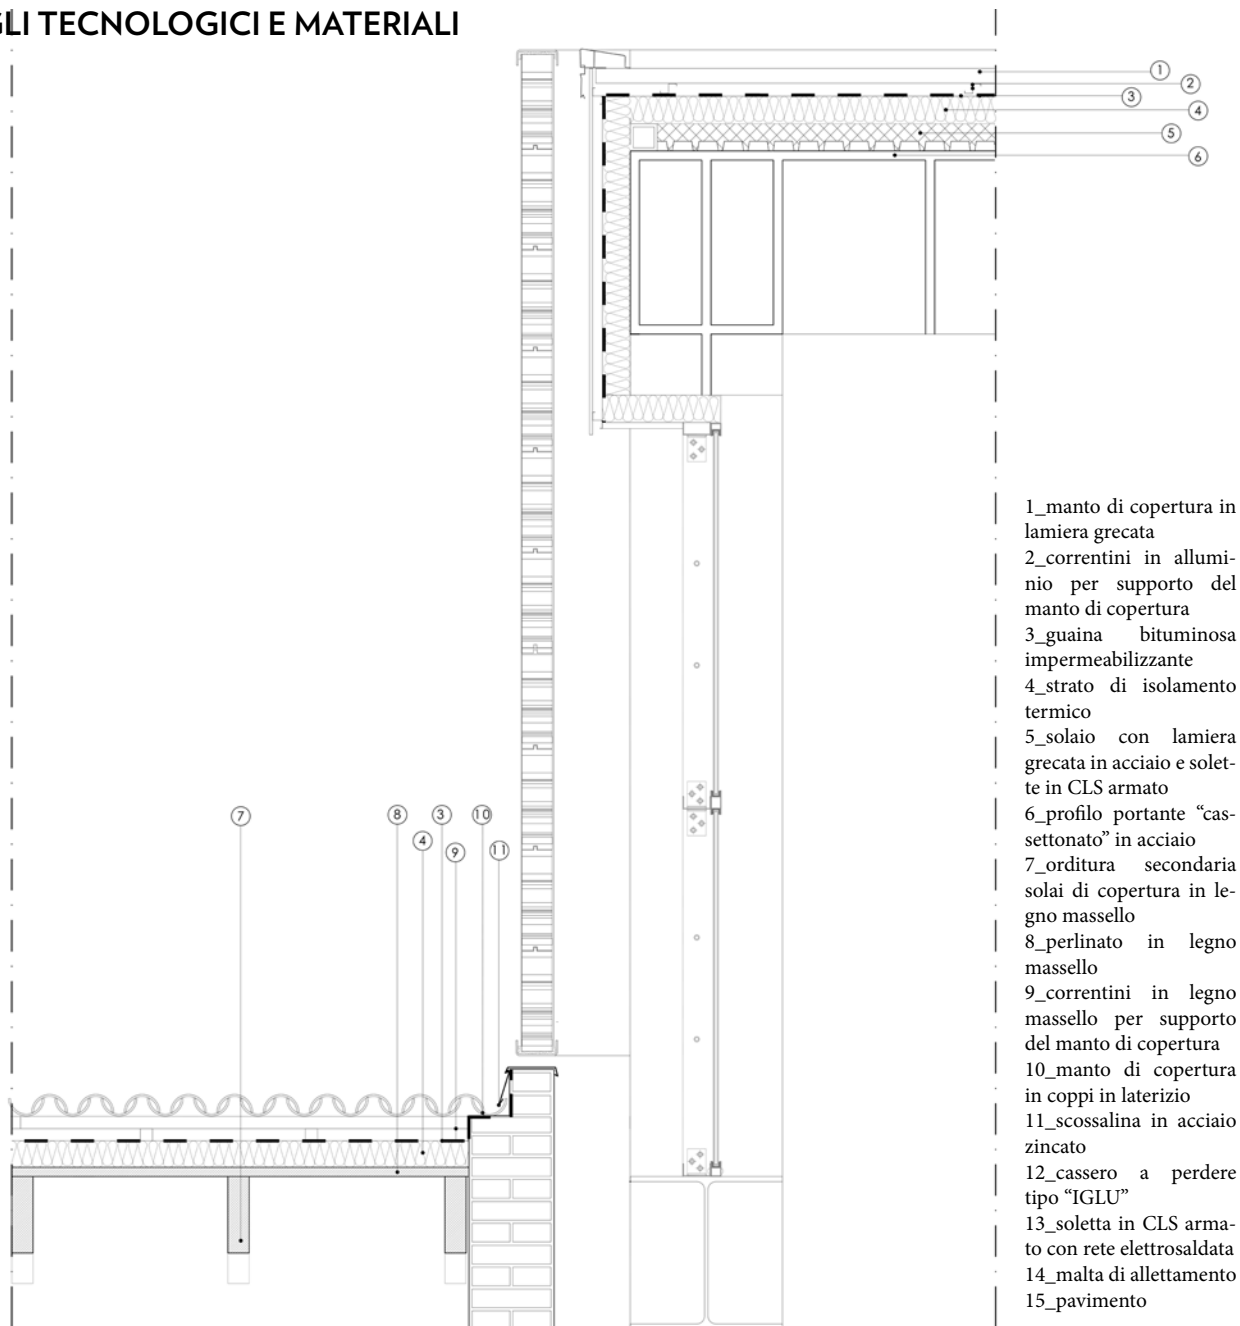 GLI TECNOLOGICI E MATERIALI
1
2
3
4
5
6
7
8
3
10
4
9
11
1_manto di copertura in
lamiera grecata
2_correntini in allumi-
nio per supporto del
manto di copertura
3_guaina bituminosa
impermeabilizzante
4_strato di isolamento
termico
5_solaio con lamiera
grecata in acciaio e solet-
te in CLS armato
6_profilo portante “cas-
settonato” in acciaio
7_orditura secondaria
solai di copertura in le-
gno massello
8_perlinato in legno
massello
9_correntini in legno
massello per supporto
del manto di copertura
10_manto di copertura
in coppi in laterizio
11_scossalina in acciaio
zincato
12_cassero a perdere
tipo “IGLU”
13_soletta in CLS arma-
to con rete elettrosaldata
14_malta di allettamento
15_pavimento